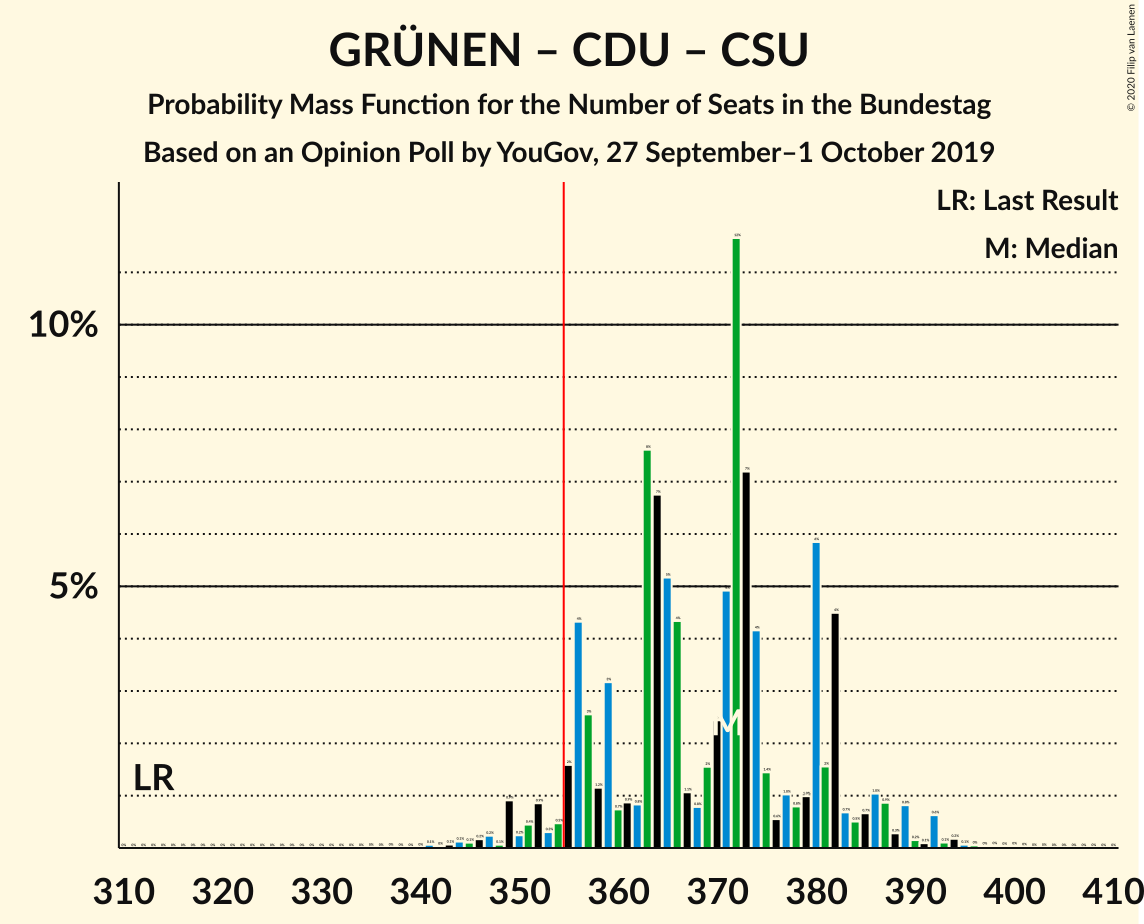 GRÜNEN – CDU – CSU
Probability Mass Function for the Number of Seats in the Bundestag
Based on an Opinion Poll by YouGov, 27 September–1 October 2019
© 2020 Filip van Laenen
LR: Last Result
M: Median
10%
5%
LR
M
310 320 330 340 350 360 370 380 390 400 410